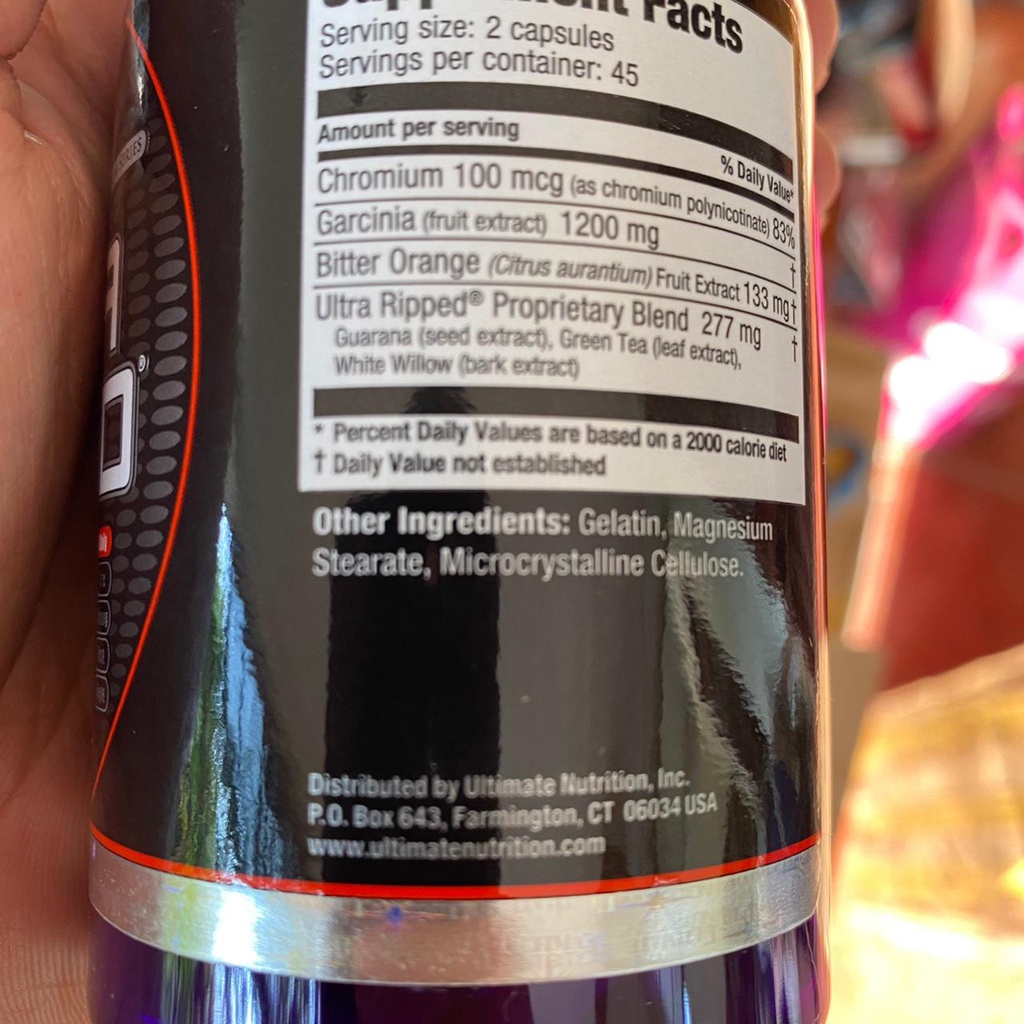 Supplement Facts
Serving size: 2 capsules
Servings per container: 45
Amount per serving
% Daily Value*
Chromium 100 mcg (as chromium polynicotinate) 83%
Garcinia (fruit extract) 1200 mg †
Bitter Orange (Citrus aurantium) Fruit Extract 133 mg†
Ultra Ripped® Proprietary Blend 277 mg †
Guarana (seed extract), Green Tea (leaf extract),
White Willow (bark extract)
* Percent Daily Values are based on a 2000 calorie diet
† Daily Value not established
Other Ingredients: Gelatin, Magnesium
Stearate, Microcrystalline Cellulose.
Distributed by Ultimate Nutrition, Inc.
P.O. Box 643, Farmington, CT 06034 USA
www.ultimatenutrition.com